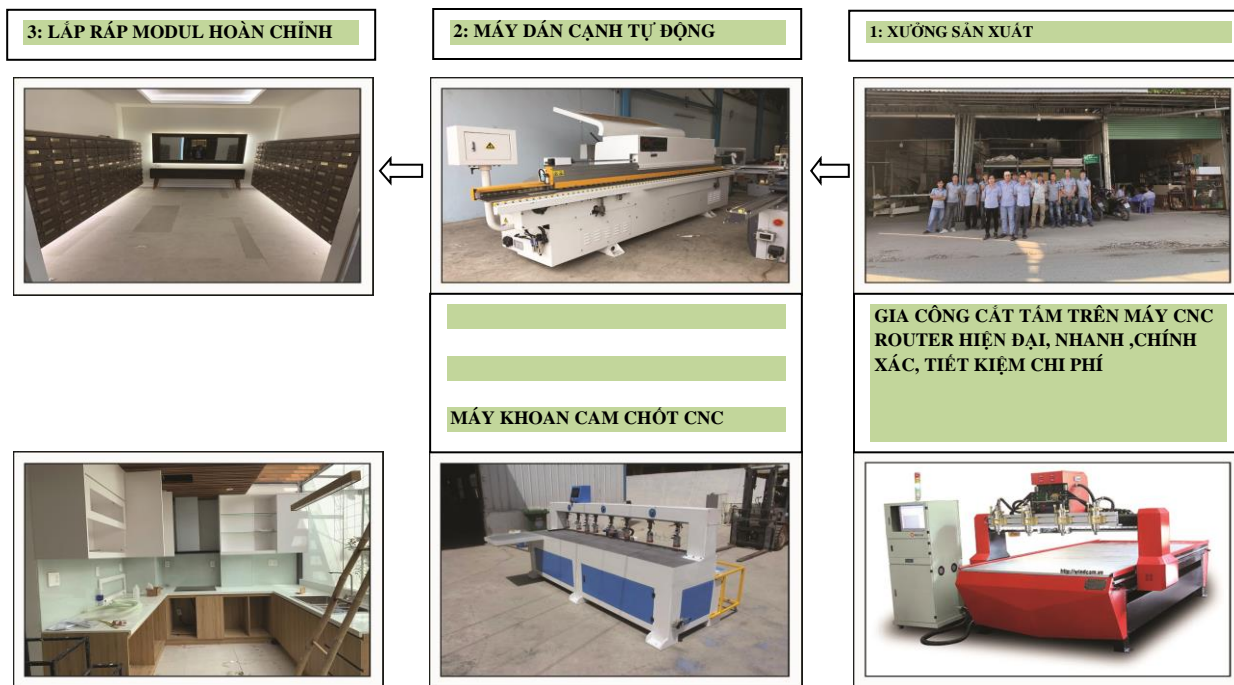 3: LẮP RÁP MODUL HOÀN CHỈNH
2: MÁY DÁN CẠNH TỰ ĐỘNG
1: XƯỞNG SẢN XUẤT
MÁY KHOAN CAM CHỐT CNC
GIA CÔNG CẮT TẤM TRÊN MÁY CNC
ROUTER HIỆN ĐẠI, NHANH ,CHÍNH
XÁC, TIẾT KIỆM CHI PHÍ